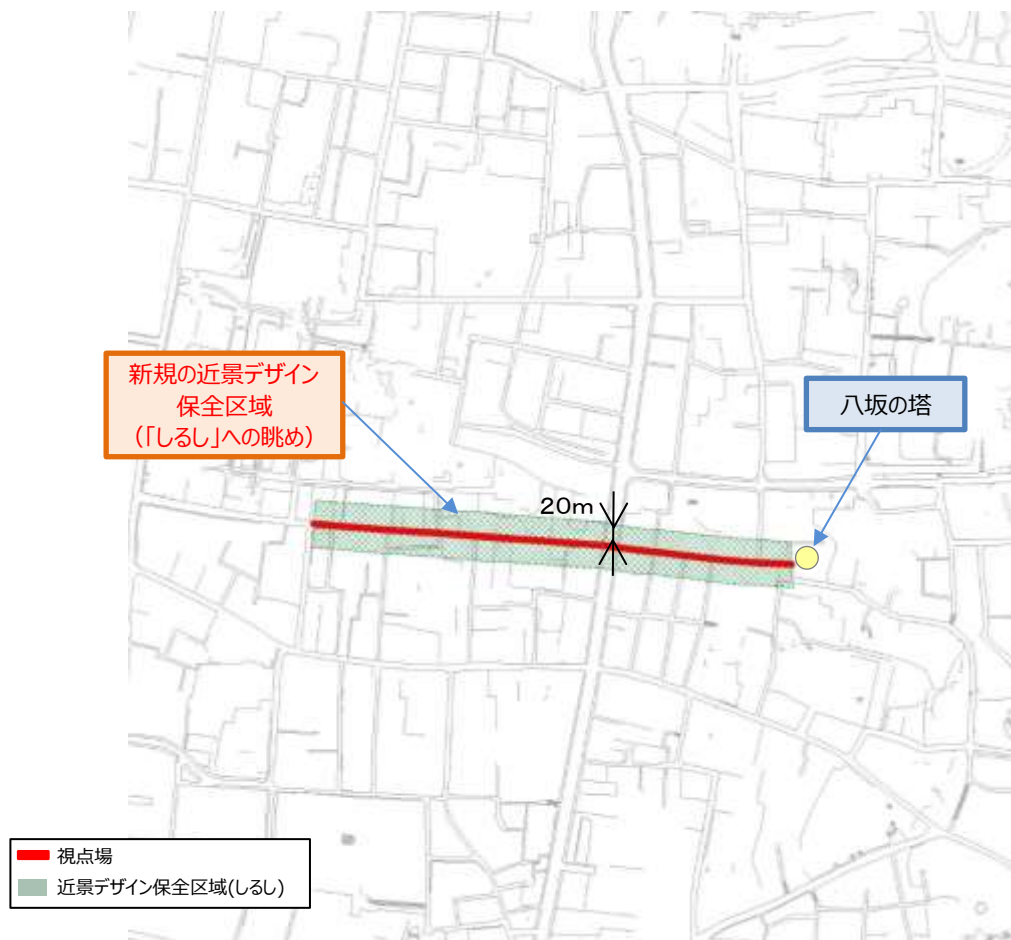 新規の近景デザイン
保全区域
（「しるし」への眺め）
八坂の塔
20m
視点場
近景デザイン保全区域(しるし)